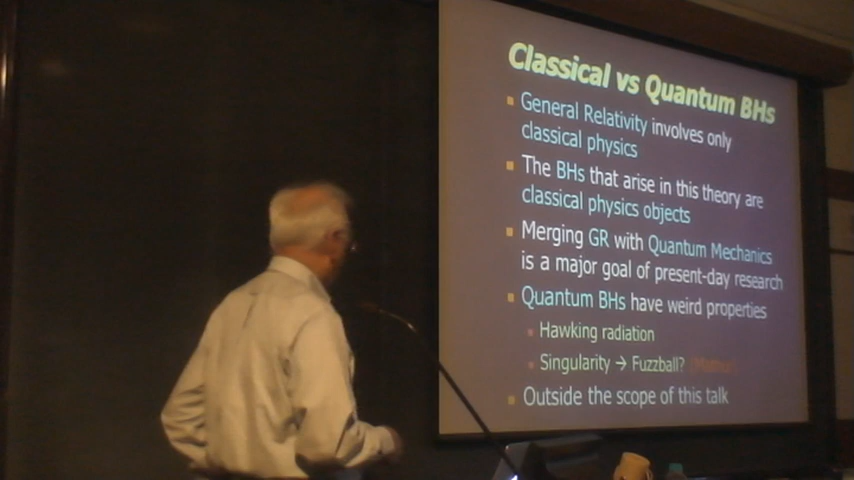 Classical vs Quantum BHs
▪ General Relativity involves only
classical physics
▪ The BHs that arise in this theory are
classical physics objects
▪ Merging GR with Quantum Mechanics
is a major goal of present-day research
▪ Quantum BHs have weird properties
▪ Hawking radiation
▪ Singularity → Fuzzball? (Mathur)
▪ Outside the scope of this talk